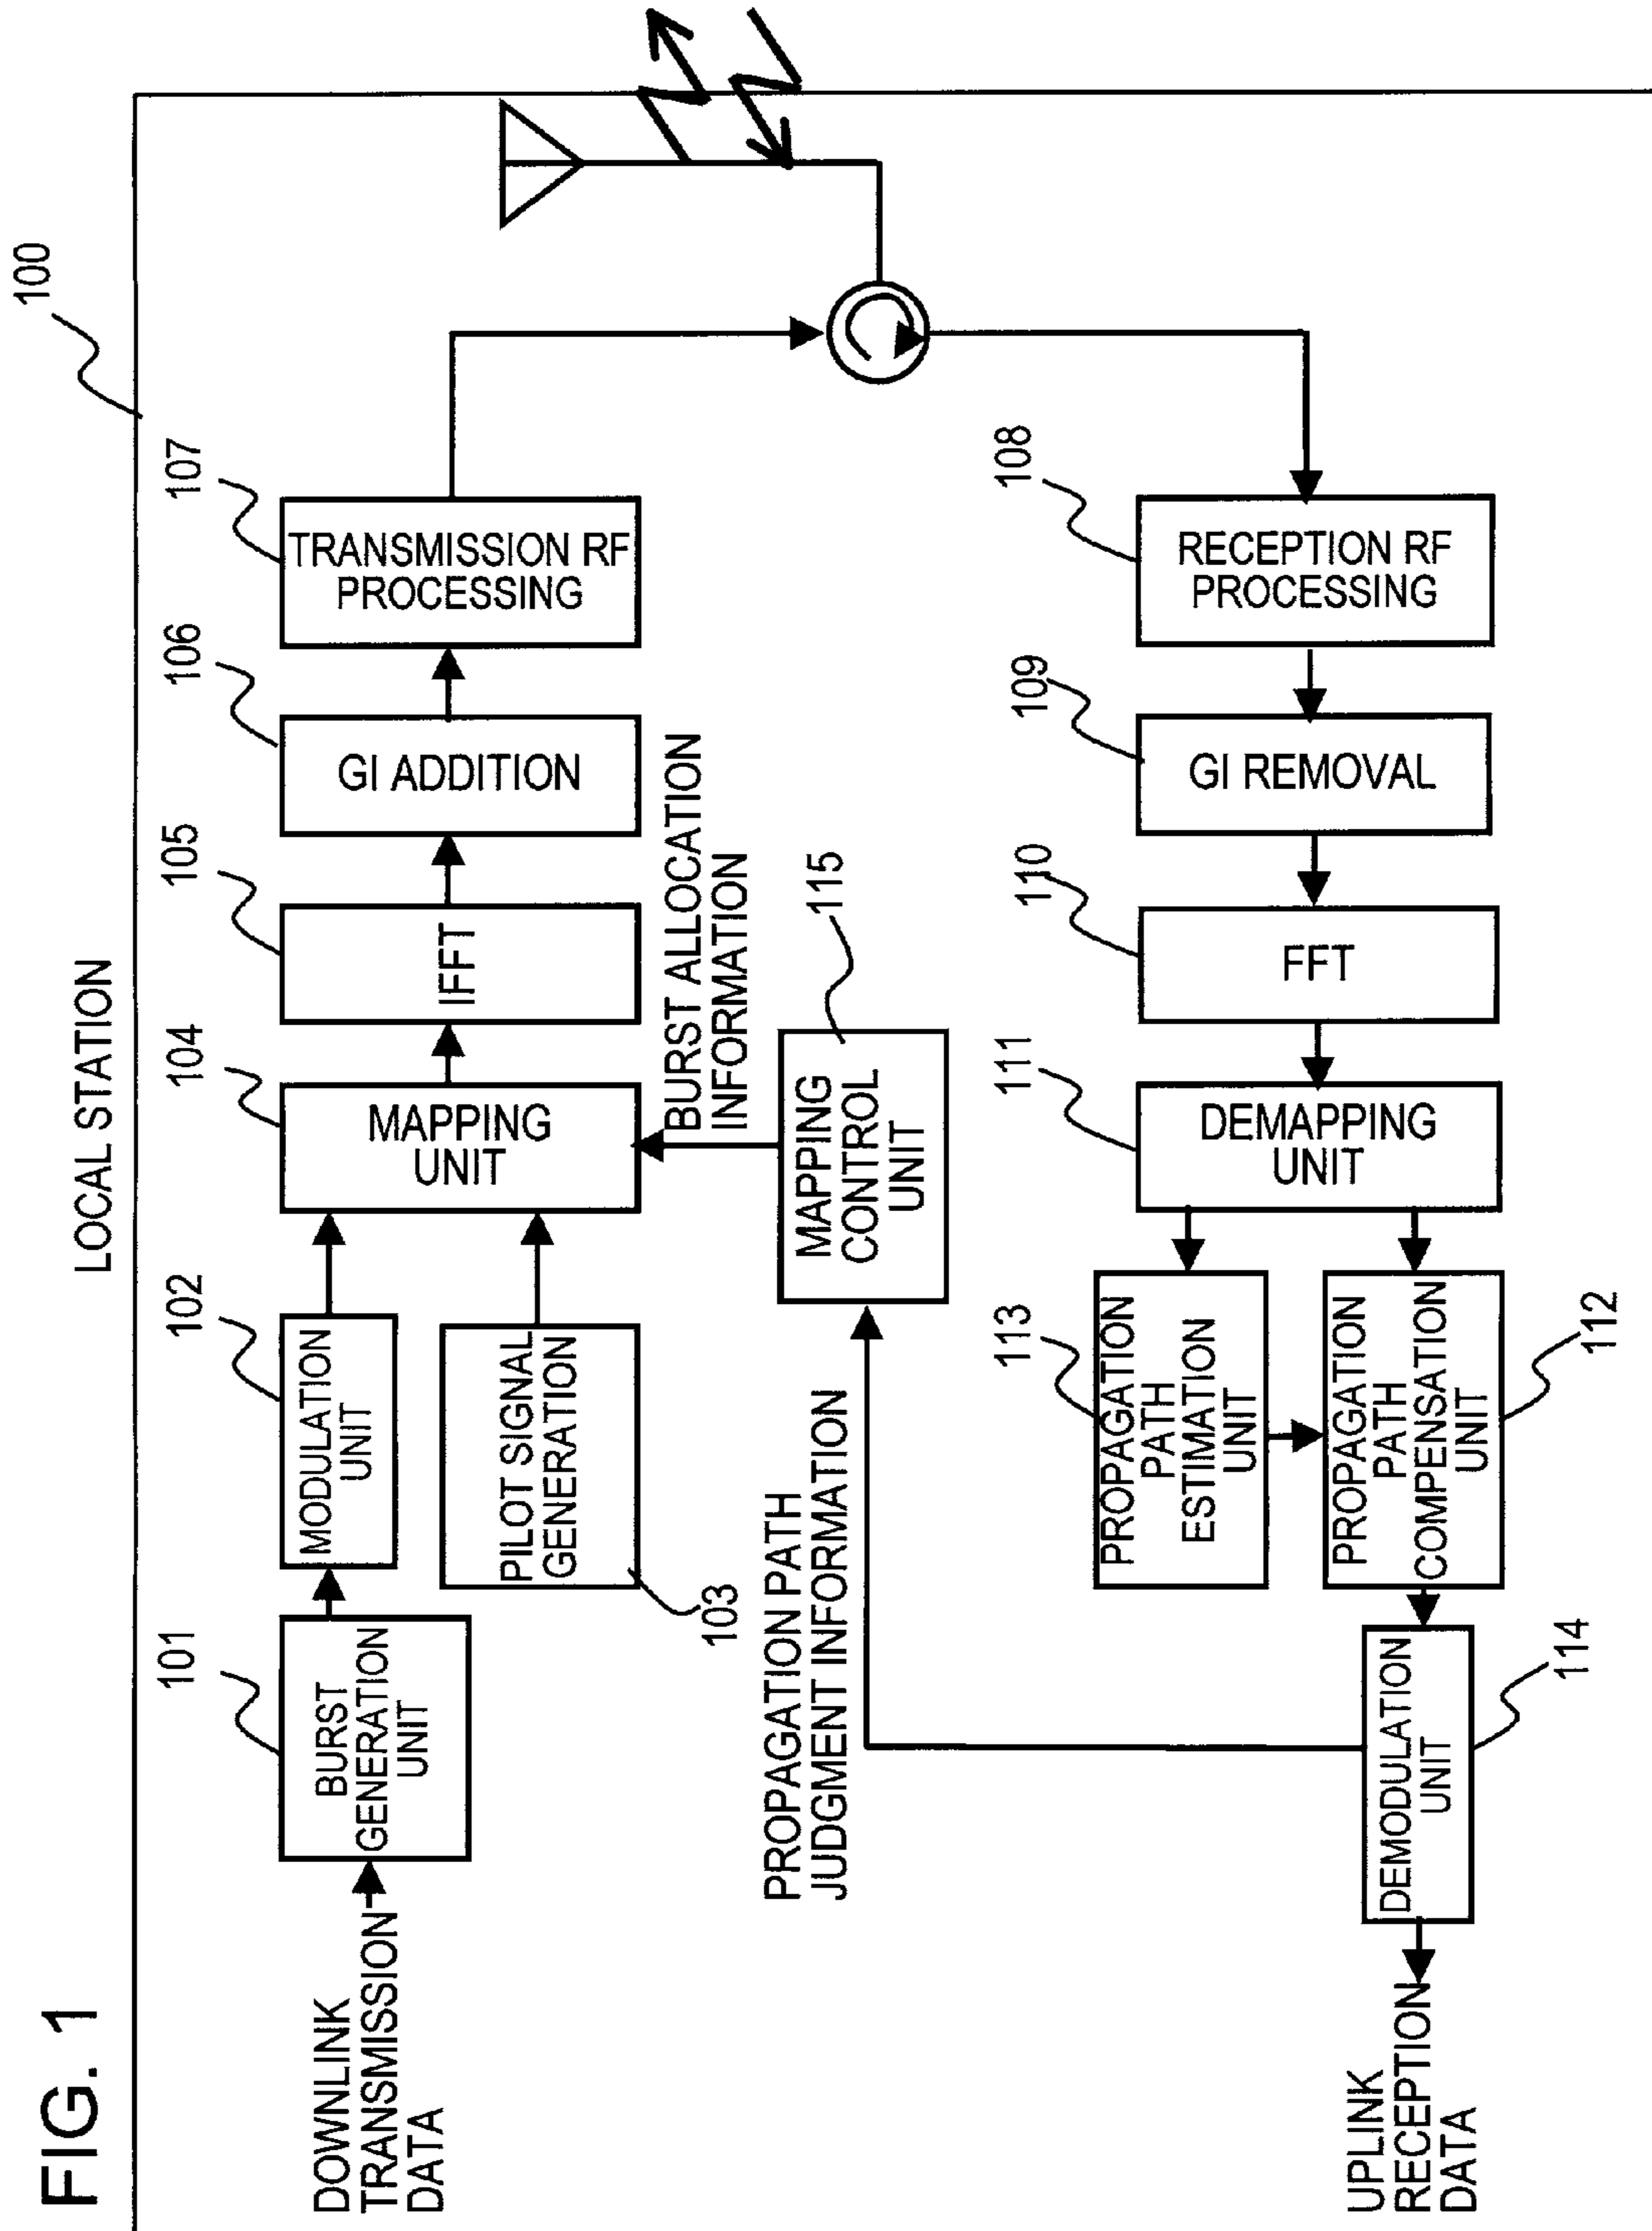 FIG. 1
LOCAL STATION
100
DOWNLINK
TRANSMISSION
DATA
101
BURST
GENERATION
UNIT
102
MODULATION
UNIT
PILOT SIGNAL
GENERATION
103
104
MAPPING
UNIT
105
IFFT
106
GI ADDITION
107
TRANSMISSION RF
PROCESSING
BURST ALLOCATION
INFORMATION
115
MAPPING
CONTROL
UNIT
PROPAGATION PATH
JUDGMENT INFORMATION
108
RECEPTION RF
PROCESSING
109
GI REMOVAL
110
FFT
111
DEMAPPING
UNIT
113
PROPAGATION
PATH
ESTIMATION
UNIT
PROPAGATION
PATH
COMPENSATION
UNIT
112
DEMODULATION
UNIT
114
UPLINK
RECEPTION
DATA